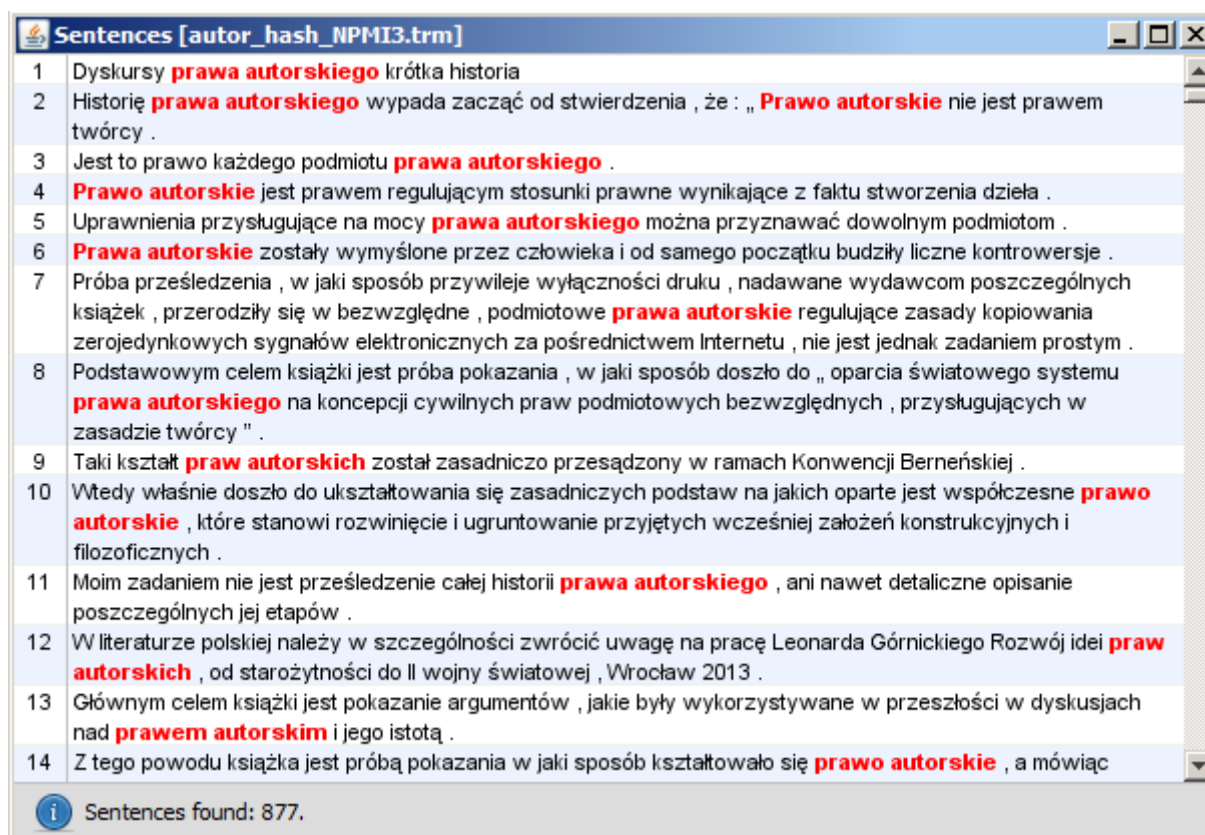 Sentences [autor_hash_NPMI3.trm]
1 Dyskursy prawa autorskiego krótka historia
2 Historię prawa autorskiego wypada zacząć od stwierdzenia , że : „ Prawo autorskie nie jest prawem
twórcy .
3 Jest to prawo każdego podmiotu prawa autorskiego .
4 Prawo autorskie jest prawem regulującym stosunki prawne wynikające z faktu stworzenia dzieła .
5 Uprawnienia przysługujące na mocy prawa autorskiego można przyznawać dowolnym podmiotom .
6 Prawa autorskie zostały wymyślone przez człowieka i od samego początku budziły liczne kontrowersje .
7 Próba prześledzenia , w jaki sposób przywileje wyłączności druku , nadawane wydawcom poszczególnych
książek , przerodziły się w bezwzględne , podmiotowe prawa autorskie regulujące zasady kopiowania
zerojedynkowych sygnałów elektronicznych za pośrednictwem Internetu , nie jest jednak zadaniem prostym .
8 Podstawowym celem książki jest próba pokazania , w jaki sposób doszło do „ oparcia światowego systemu
prawa autorskiego na koncepcji cywilnych praw podmiotowych bezwzględnych , przysługujących w
zasadzie twórcy ” .
9 Taki kształt praw autorskich został zasadniczo przesądzony w ramach Konwencji Berneńskiej .
10 Wtedy właśnie doszło do ukształtowania się zasadniczych podstaw na jakich oparte jest współczesne prawo
autorskie , które stanowi rozwinięcie i ugruntowanie przyjętych wcześniej założeń konstrukcyjnych i
filozoficznych .
11 Moim zadaniem nie jest prześledzenie całej historii prawa autorskiego , ani nawet detaliczne opisanie
poszczególnych jej etapów .
12 W literaturze polskiej należy w szczególności zwrócić uwagę na pracę Leonarda Górnickiego Rozwój idei praw
autorskich , od starożytności do II wojny światowej , Wrocław 2013 .
13 Głównym celem książki jest pokazanie argumentów , jakie były wykorzystywane w przeszłości w dyskusjach
nad prawem autorskim i jego istotą .
14 Z tego powodu książka jest próbą pokazania w jaki sposób kształtowało się prawo autorskie , a mówiąc
Sentences found: 877.